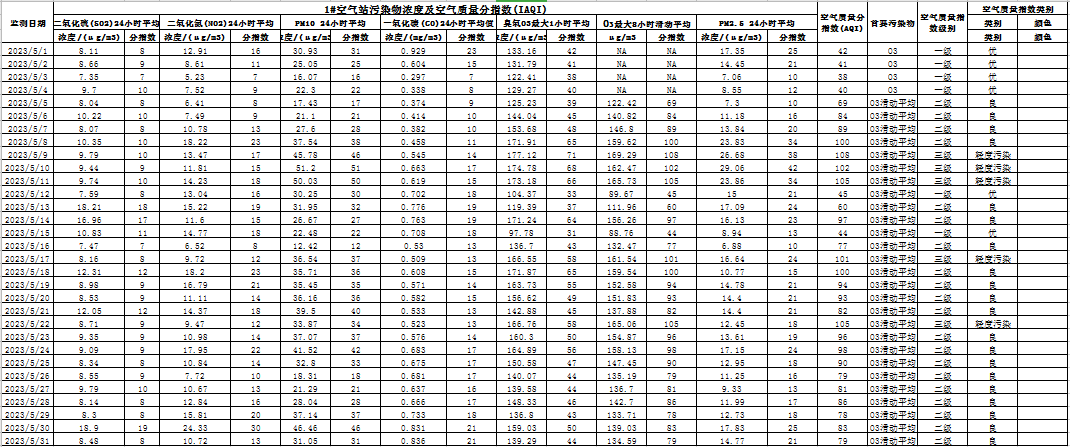 1#空气站污染物浓度及空气质量分指数(IAQI)
监测日期 二氧化硫(SO2)24小时平均 二氧化氮(NO2)24小时平均 PM10 24小时平均 一氧化碳(CO)24小时平均值 臭氧O3最大1小时平均 O3最大8小时滑动平均 PM2.5 24小时平均 空气质量分指数(AQI) 首要污染物 空气质量指数级别 空气质量指数类别
浓度/(μg/m3) 分指数 浓度/(μg/m3) 分指数 浓度/(μg/m3) 分指数 浓度/(mg/m3) 分指数 浓度/(μg/m3) 分指数 μg/m3 分指数 浓度/(μg/m3) 分指数 类别 颜色
类别 颜色
2023/5/1 8.11 8 12.91 16 30.93 31 0.929 23 133.16 42 NA NA 17.35 25 42 O3 一级 优
2023/5/2 8.66 9 8.61 11 25.05 25 0.604 15 131.79 41 NA NA 14.45 21 41 O3 一级 优
2023/5/3 7.35 7 5.23 7 16.07 16 0.297 7 122.41 38 NA NA 7.06 10 38 O3 一级 优
2023/5/4 9.7 10 7.52 9 22.3 22 0.338 8 129.27 40 NA NA 8.55 12 40 O3 一级 优
2023/5/5 8.04 8 6.41 8 17.43 17 0.374 9 125.23 39 122.42 69 7.3 10 69 O3滑动平均 二级 良
2023/5/6 10.22 10 7.49 9 21.1 21 0.414 10 144.04 45 140.82 84 11.18 16 84 O3滑动平均 二级 良
2023/5/7 8.07 8 10.78 13 27.6 28 0.382 10 153.68 48 146.8 89 13.84 20 89 O3滑动平均 二级 良
2023/5/8 10.35 10 18.22 23 37.54 38 0.458 11 171.91 65 159.62 100 23.83 34 100 O3滑动平均 二级 良
2023/5/9 9.79 10 13.47 17 45.78 46 0.545 14 177.12 71 169.29 108 26.68 38 108 O3滑动平均 三级 轻度污染
2023/5/10 9.44 9 11.81 15 51.2 51 0.663 17 174.78 68 162.47 102 29.06 42 102 O3滑动平均 三级 轻度污染
2023/5/11 9.74 10 14.23 18 50.03 50 0.619 15 173.18 66 165.73 105 23.86 34 105 O3滑动平均 三级 轻度污染
2023/5/12 7.59 8 13.04 16 30.25 30 0.702 18 104.37 33 89.67 45 15 21 45 O3滑动平均 一级 优
2023/5/13 18.21 18 15.22 19 31.95 32 0.776 19 119.39 37 111.96 60 17.09 24 60 O3滑动平均 二级 良
2023/5/14 16.96 17 11.6 15 26.67 27 0.763 19 171.24 64 156.26 97 16.13 23 97 O3滑动平均 二级 良
2023/5/15 10.83 11 14.77 18 22.48 22 0.708 18 97.78 31 88.76 44 8.94 13 44 O3滑动平均 一级 优
2023/5/16 7.47 7 6.52 8 12.42 12 0.53 13 136.7 43 132.47 77 6.88 10 77 O3滑动平均 二级 良
2023/5/17 8.16 8 9.72 12 36.54 37 0.509 13 166.55 58 161.54 101 16.64 24 101 O3滑动平均 三级 轻度污染
2023/5/18 12.31 12 18.2 23 35.71 36 0.608 15 171.87 65 159.54 100 10.77 15 100 O3滑动平均 二级 良
2023/5/19 8.98 9 16.79 21 35.45 35 0.571 14 163.73 55 152.58 94 14.78 21 94 O3滑动平均 二级 良
2023/5/20 8.53 9 11.11 14 36.16 36 0.582 15 156.62 49 151.83 93 14.4 21 93 O3滑动平均 二级 良
2023/5/21 12.05 12 14.37 18 39.5 40 0.533 13 142.88 45 137.88 82 14.4 21 82 O3滑动平均 二级 良
2023/5/22 8.71 9 9.47 12 33.87 34 0.523 13 166.76 58 165.06 105 12.45 18 105 O3滑动平均 三级 轻度污染
2023/5/23 9.35 9 10.98 14 37.07 37 0.576 14 160.3 50 154.87 96 13.61 19 96 O3滑动平均 二级 良
2023/5/24 9.09 9 17.95 22 41.52 42 0.683 17 164.89 56 158.13 98 17.15 24 98 O3滑动平均 二级 良
2023/5/25 8.34 8 10.84 14 32.8 33 0.675 17 150.58 47 147.45 90 12.95 18 90 O3滑动平均 二级 良
2023/5/26 8.55 9 7.72 10 18.31 18 0.681 17 140.07 44 135.19 79 11.25 16 79 O3滑动平均 二级 良
2023/5/27 9.79 10 10.67 13 21.29 21 0.637 16 139.58 44 136.7 81 9.33 13 81 O3滑动平均 二级 良
2023/5/28 8.14 8 12.84 16 28.04 28 0.666 17 148.33 46 142.7 86 11.99 17 86 O3滑动平均 二级 良
2023/5/29 8.3 8 15.81 20 37.14 37 0.733 18 136.8 43 133.71 78 12.73 18 78 O3滑动平均 二级 良
2023/5/30 18.9 19 24.33 30 46.46 46 0.831 21 159.03 50 139.03 83 17.83 25 83 O3滑动平均 二级 良
2023/5/31 8.48 8 10.72 13 31.05 31 0.836 21 139.29 44 134.59 79 14.77 21 79 O3滑动平均 二级 良